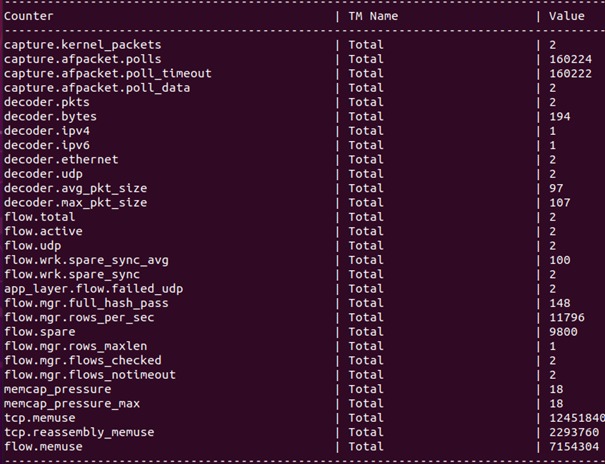 --------------------------------------------------------------------------------
Counter | TM Name | Value
--------------------------------------------------------------------------------
capture.kernel_packets | Total | 2
capture.afpacket.polls | Total | 160224
capture.afpacket.poll_timeout | Total | 160222
capture.afpacket.poll_data | Total | 2
decoder.pkts | Total | 2
decoder.bytes | Total | 194
decoder.ipv4 | Total | 1
decoder.ipv6 | Total | 1
decoder.ethernet | Total | 2
decoder.udp | Total | 2
decoder.avg_pkt_size | Total | 97
decoder.max_pkt_size | Total | 107
flow.total | Total | 2
flow.active | Total | 2
flow.udp | Total | 2
flow.wrk.spare_sync_avg | Total | 100
flow.wrk.spare_sync | Total | 2
app_layer.flow.failed_udp | Total | 2
flow.mgr.full_hash_pass | Total | 148
flow.mgr.rows_per_sec | Total | 11796
flow.spare | Total | 9800
flow.mgr.rows_maxlen | Total | 1
flow.mgr.flows_checked | Total | 2
flow.mgr.flows_notimeout | Total | 2
memcap_pressure | Total | 18
memcap_pressure_max | Total | 18
tcp.memuse | Total | 12451840
tcp.reassembly_memuse | Total | 2293760
flow.memuse | Total | 7154304
--------------------------------------------------------------------------------